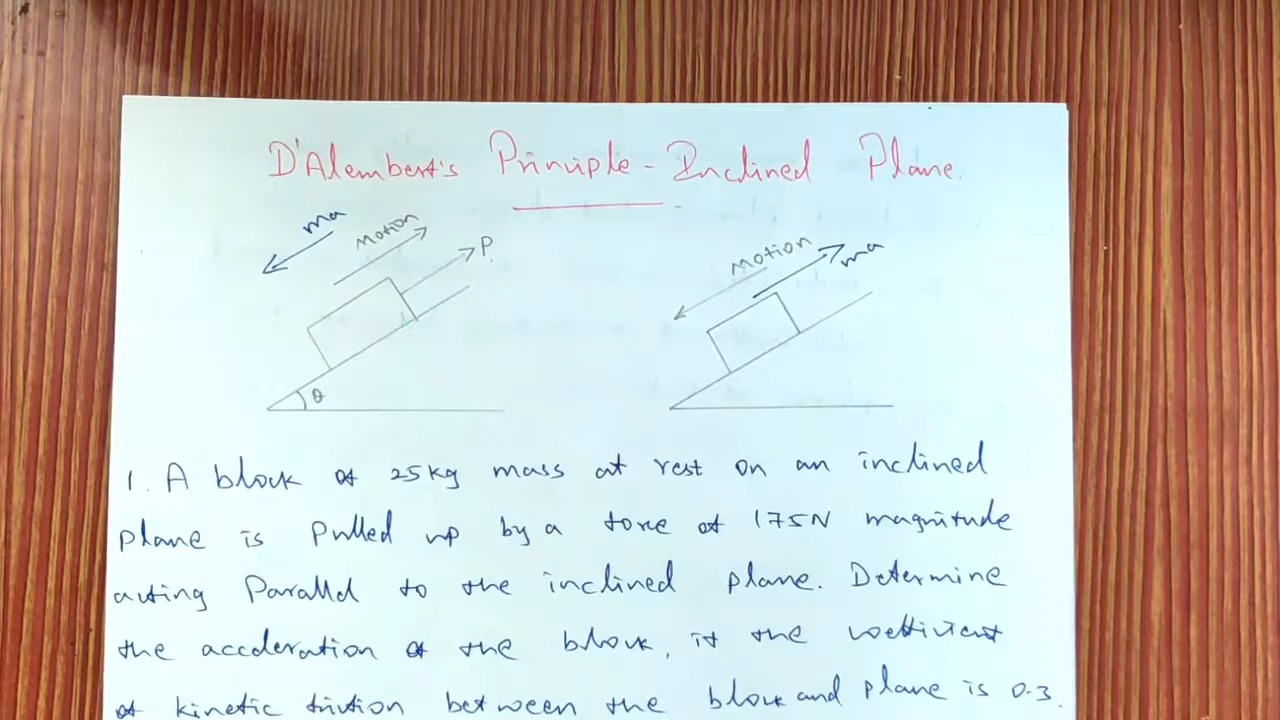 D'Alembert's Principle - Inclined Plane.
ma
Motion
P.
θ
Motion
ma
1. A block of 25kg mass at rest on an inclined
plane is pulled up by a force of 175N magnitude
acting Parallel to the inclined plane. Determine
the acceleration of the block, if the coefficient
of kinetic friction between the block and plane is 0.3.